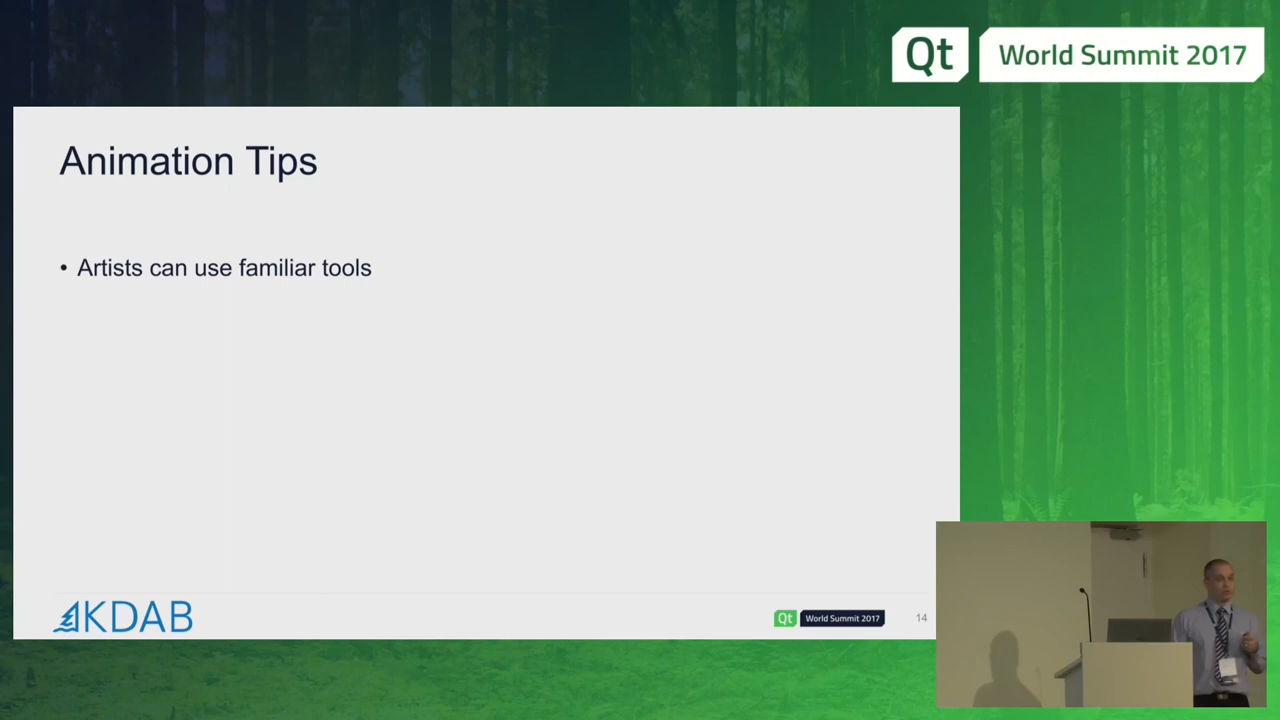 Qt World Summit 2017
Animation Tips
• Artists can use familiar tools
KDAB
Qt World Summit 2017
14